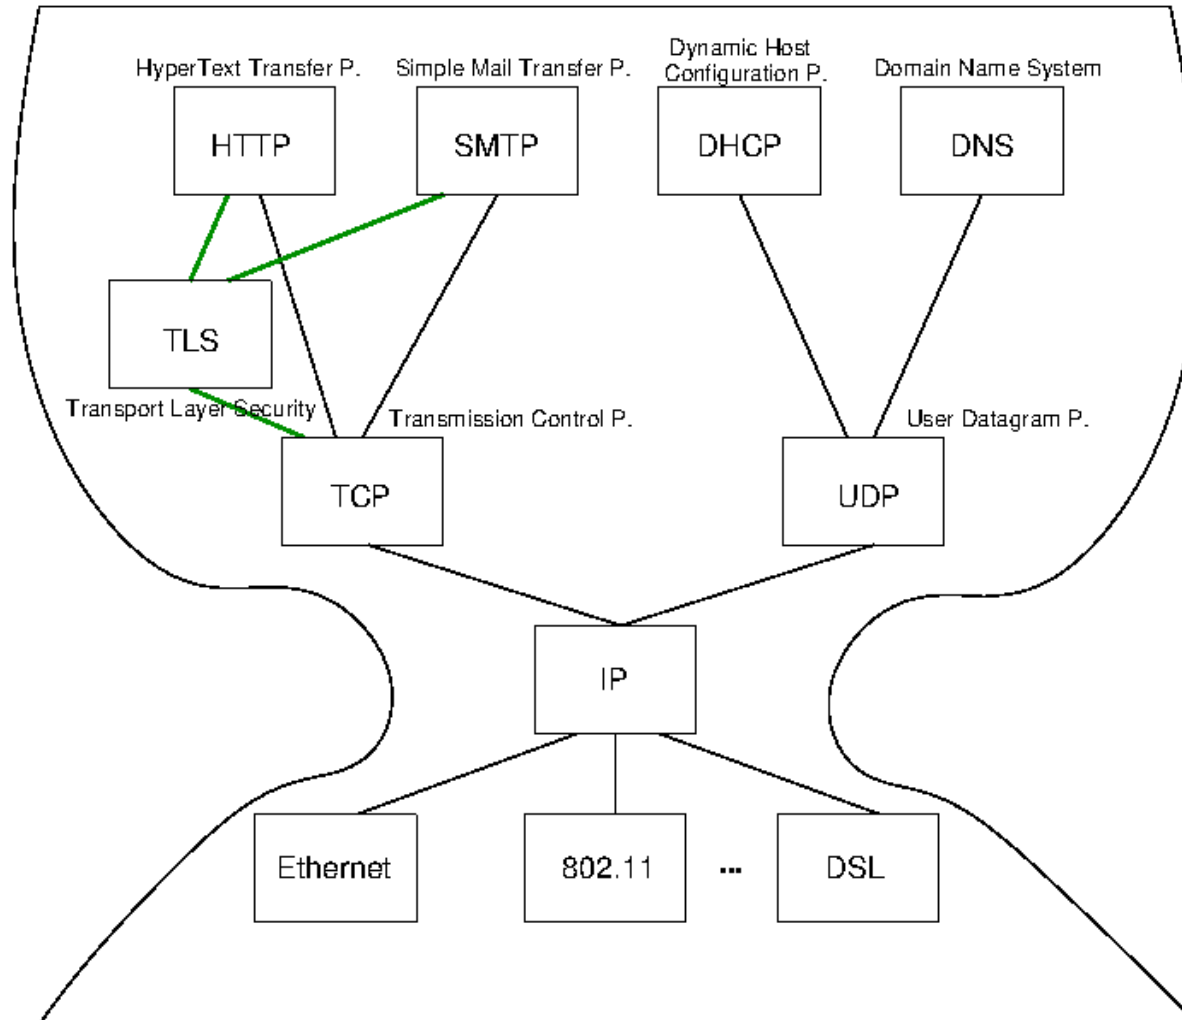 HyperText Transfer P.
Simple Mail Transfer P.
Dynamic Host
Configuration P.
Domain Name System
HTTP
SMTP
DHCP
DNS
TLS
Transport Layer Security
Transmission Control P.
User Datagram P.
TCP
UDP
IP
Ethernet
802.11
...
DSL